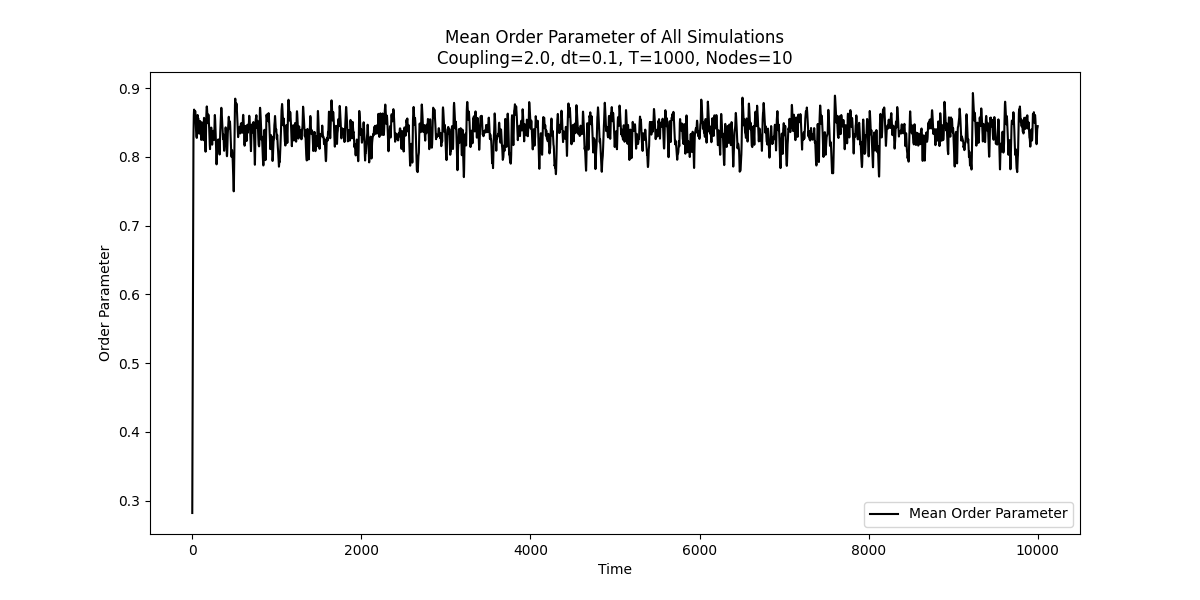 Mean Order Parameter of All Simulations
Coupling=2.0, dt=0.1, T=1000, Nodes=10
Order Parameter
0.9
0.8
0.7
0.6
0.5
0.4
0.3
Mean Order Parameter
0 2000 4000 6000 8000 10000
Time